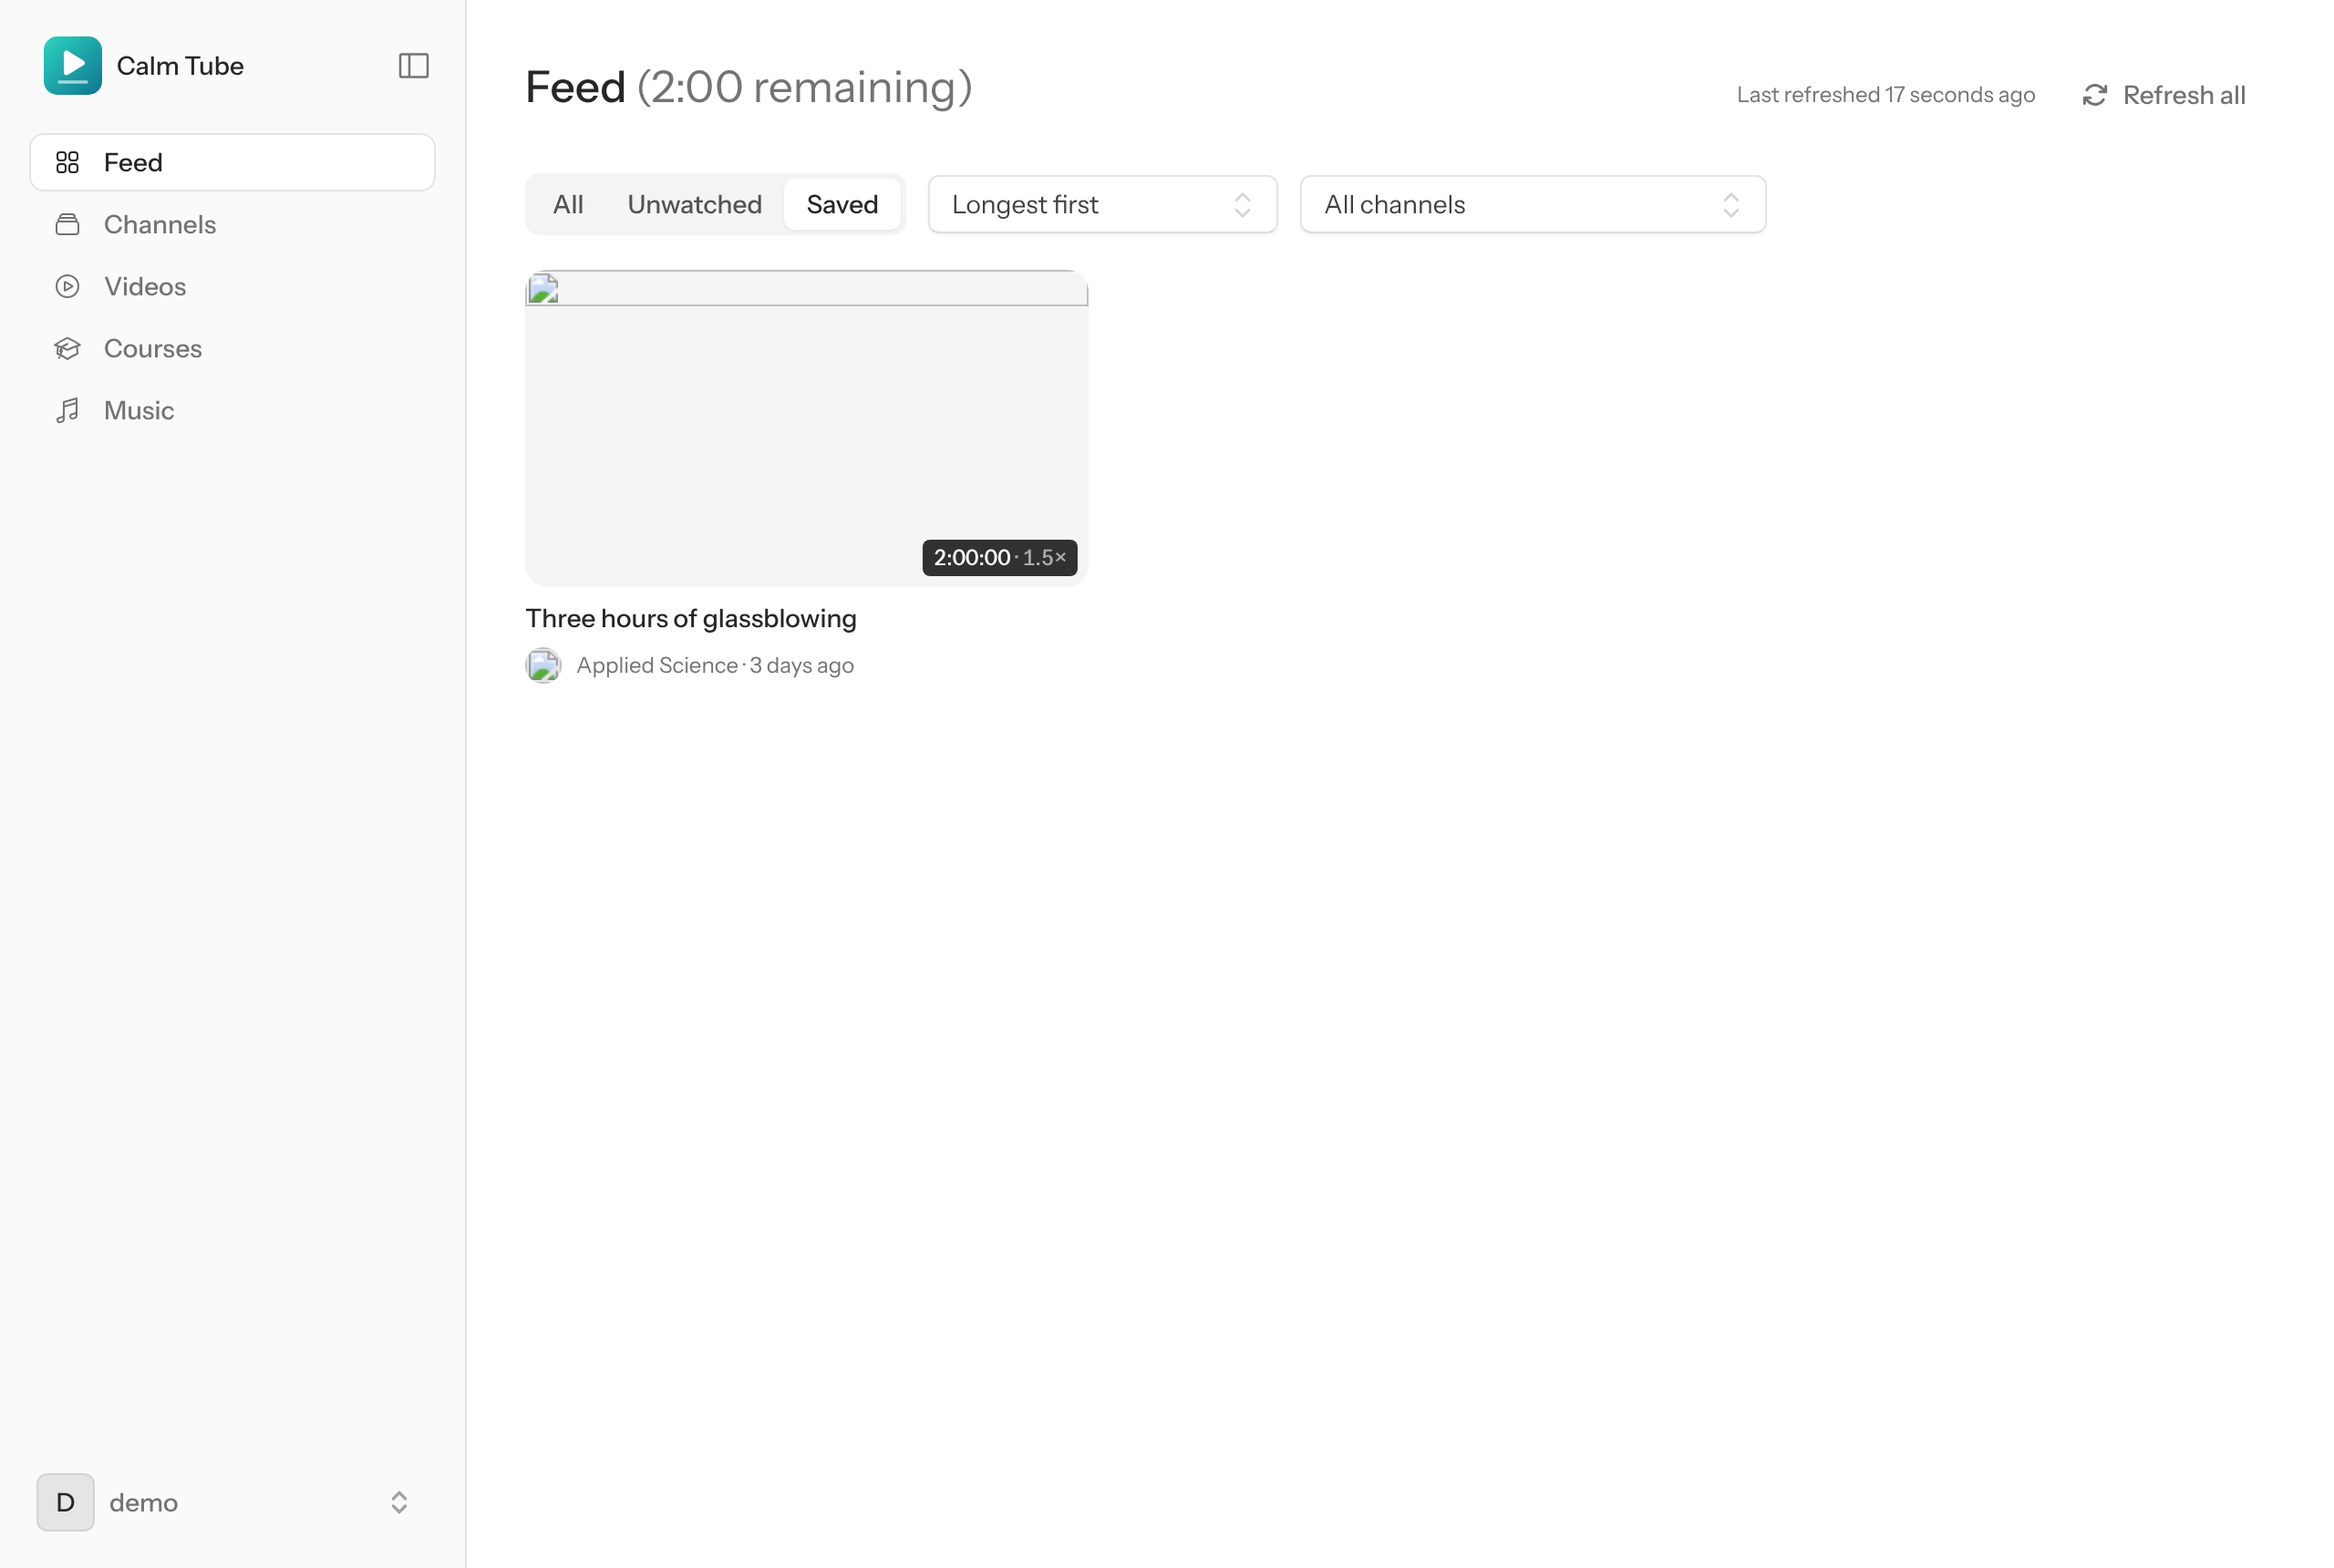 Calm Tube
Feed
Channels
Videos
Courses
Music
D demo
Feed (2:00 remaining)
Last refreshed 17 seconds ago
Refresh all
All Unwatched Saved
Longest first
All channels
2:00:00 · 1.5×
Three hours of glassblowing
Applied Science · 3 days ago